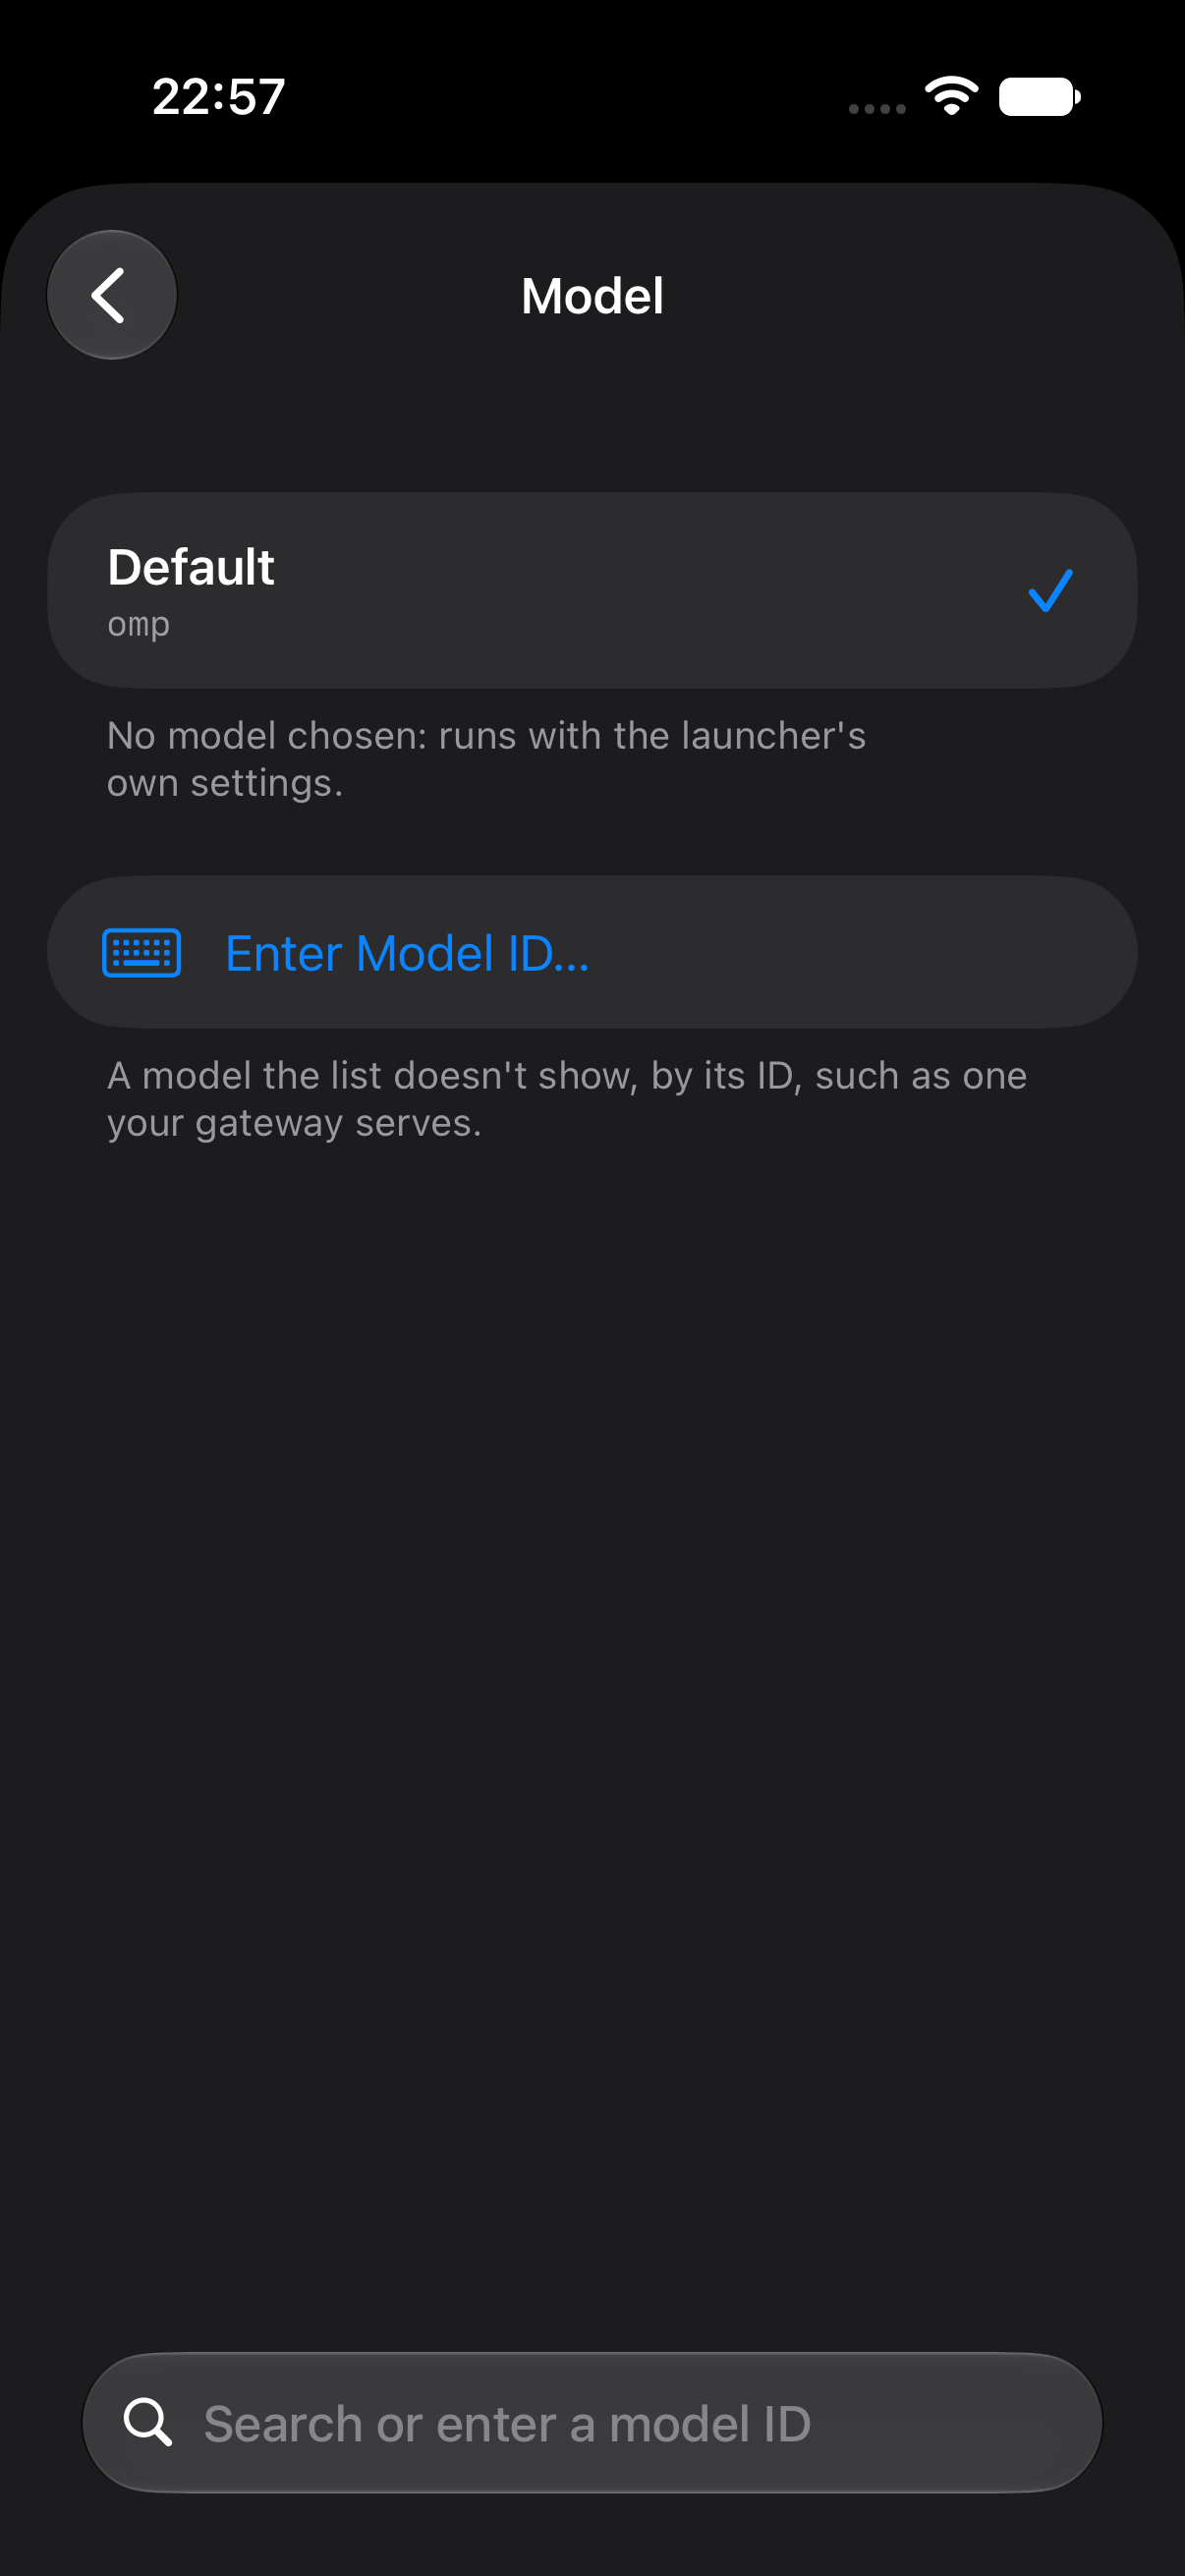 22:57
Model
Default
omp
No model chosen: runs with the launcher's
own settings.
Enter Model ID...
A model the list doesn't show, by its ID, such as one
your gateway serves.
Search or enter a model ID